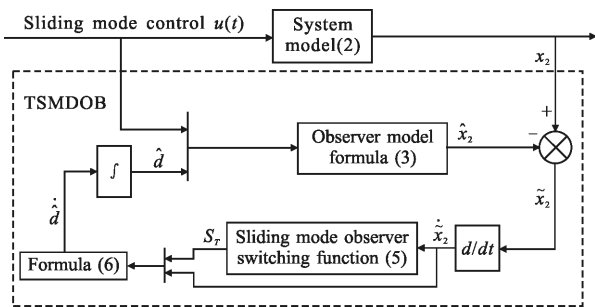 Sliding mode control u(t)
System
model(2)
x₂
TSMDOB
+
−
∫
d̂
Observer model
formula (3)
x̂₂
x̃₂
d̂̇
S_T
Sliding mode observer
switching function (5)
x̃̇₂
d/dt
Formula (6)